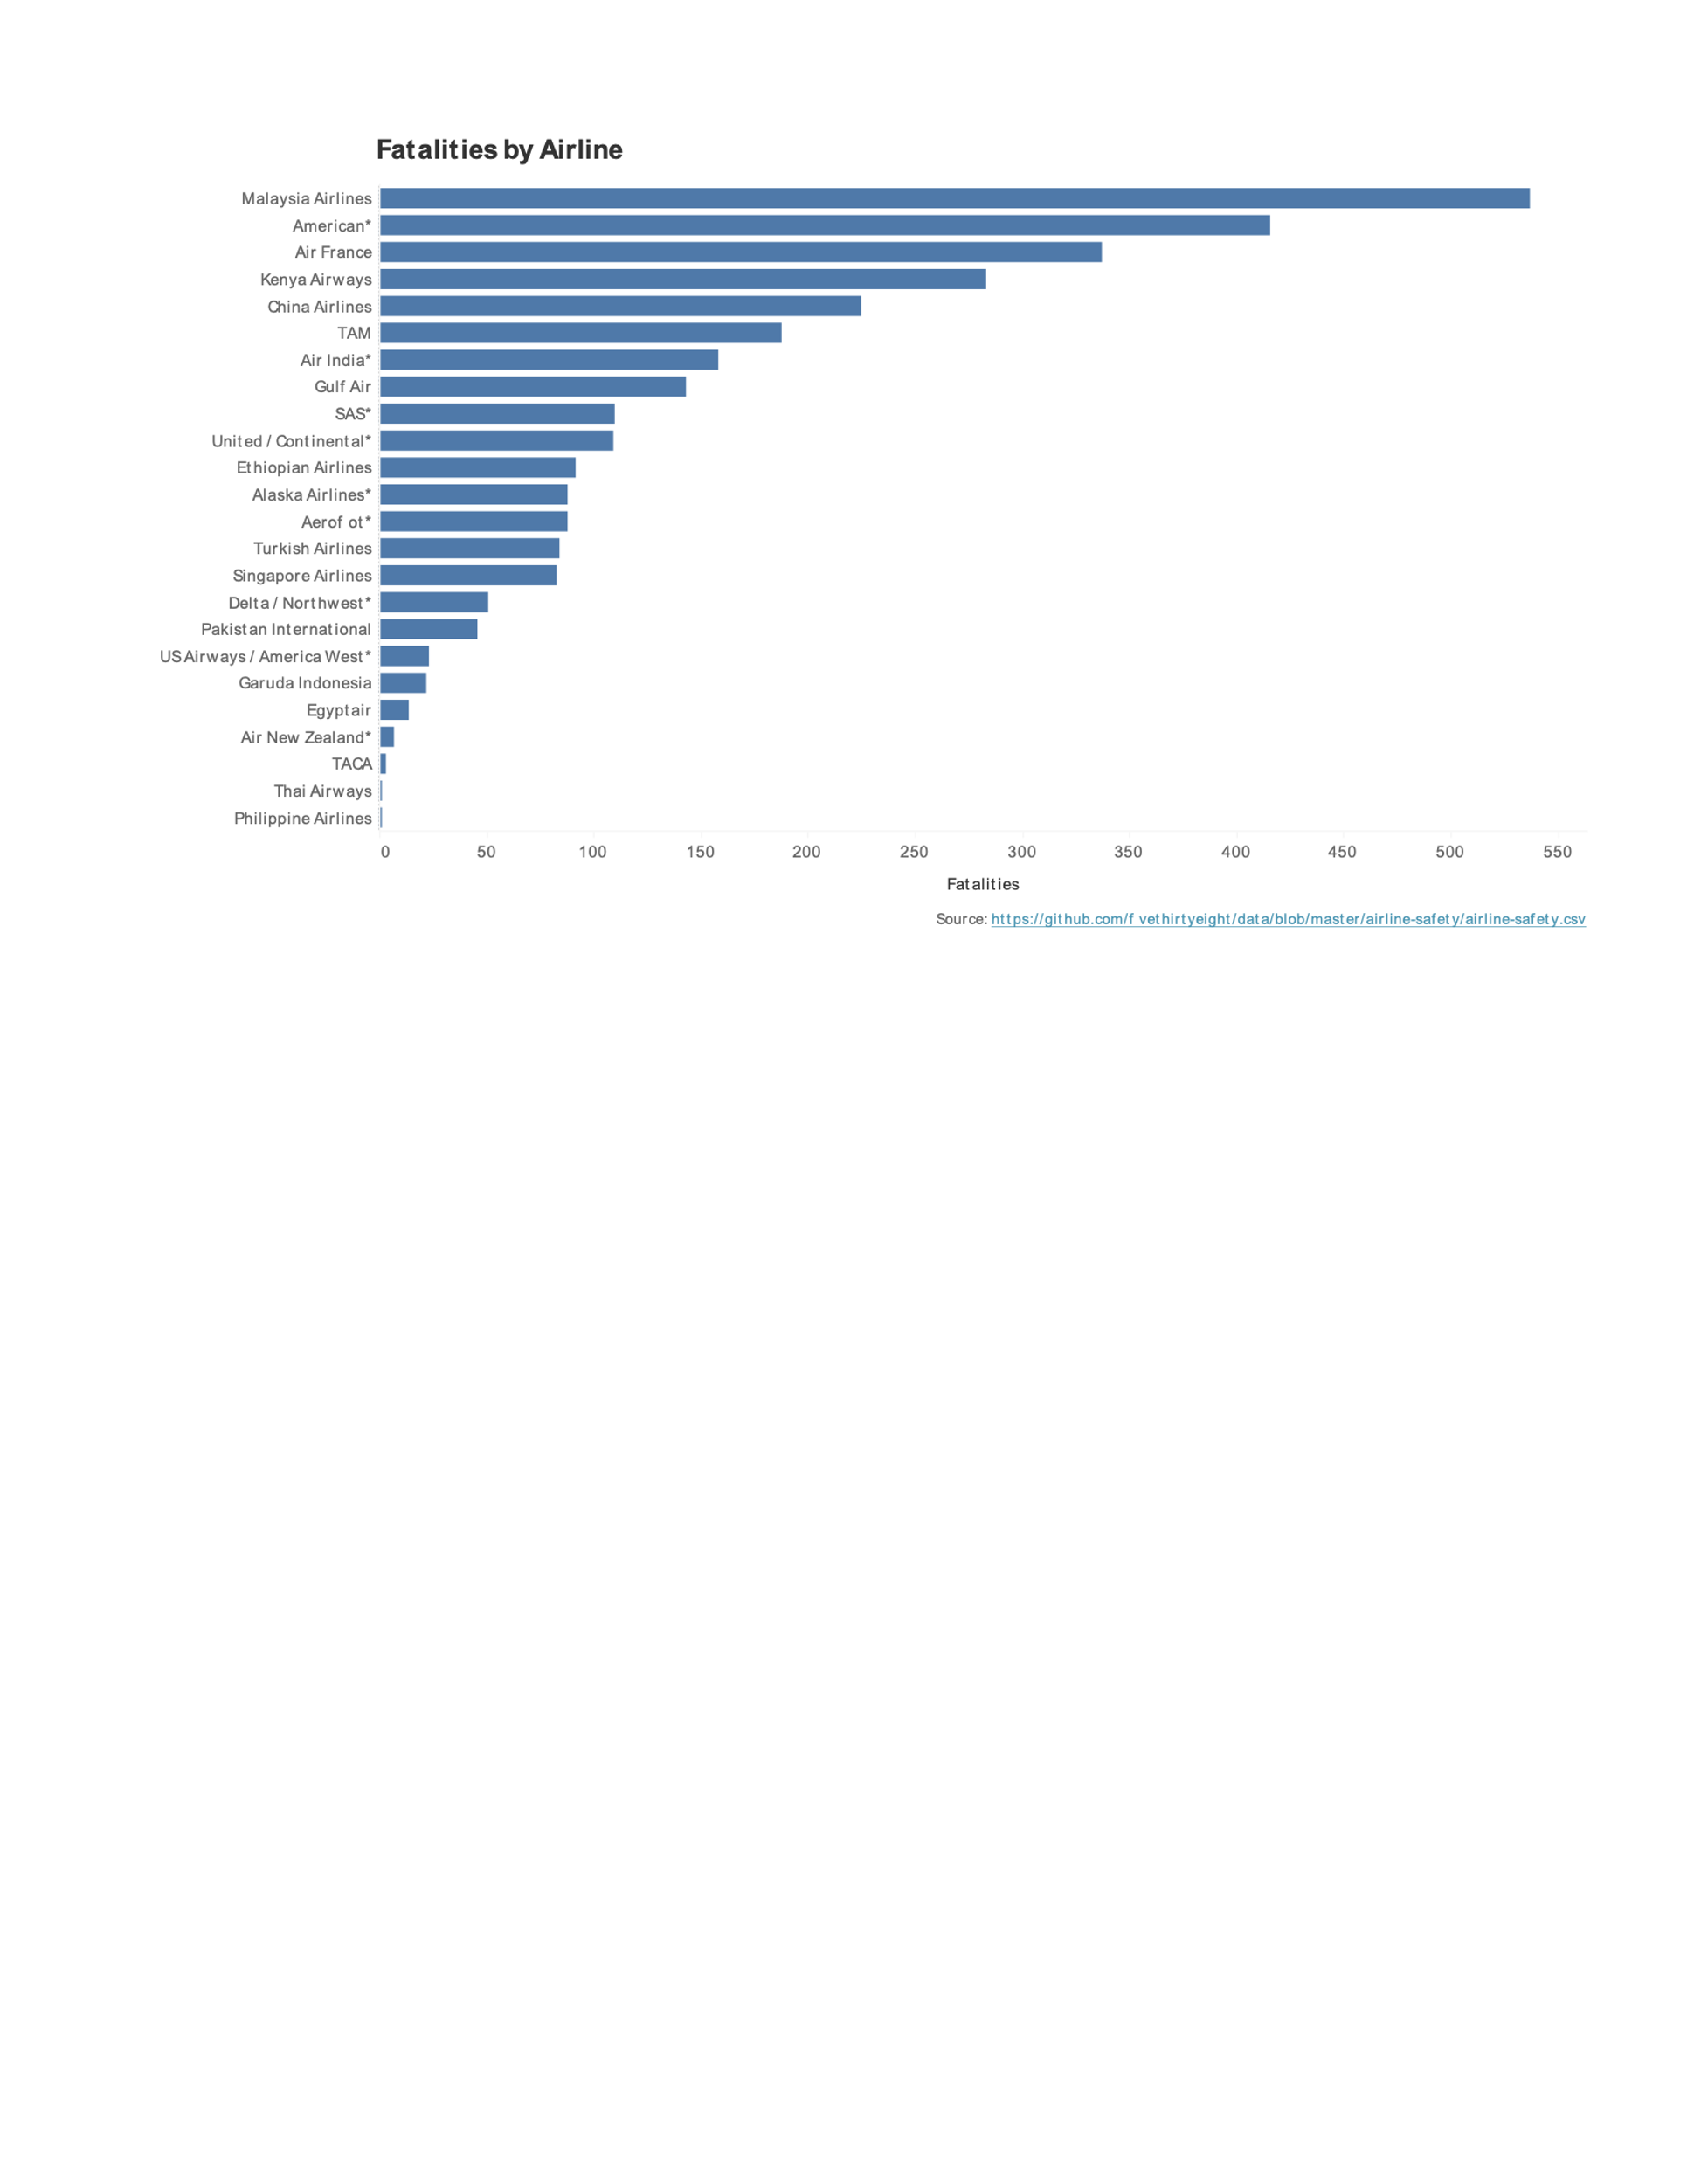 Fatalities by Airline
Malaysia Airlines
American*
Air France
Kenya Airways
China Airlines
TAM
Air India*
Gulf Air
SAS*
United / Continental*
Ethiopian Airlines
Alaska Airlines*
Aerof ot*
Turkish Airlines
Singapore Airlines
Delta / Northwest*
Pakistan International
US Airways / America West*
Garuda Indonesia
Egyptair
Air New Zealand*
TACA
Thai Airways
Philippine Airlines
0 50 100 150 200 250 300 350 400 450 500 550
Fatalities
Source: https://github.com/f vethirtyeight/data/blob/master/airline-safety/airline-safety.csv